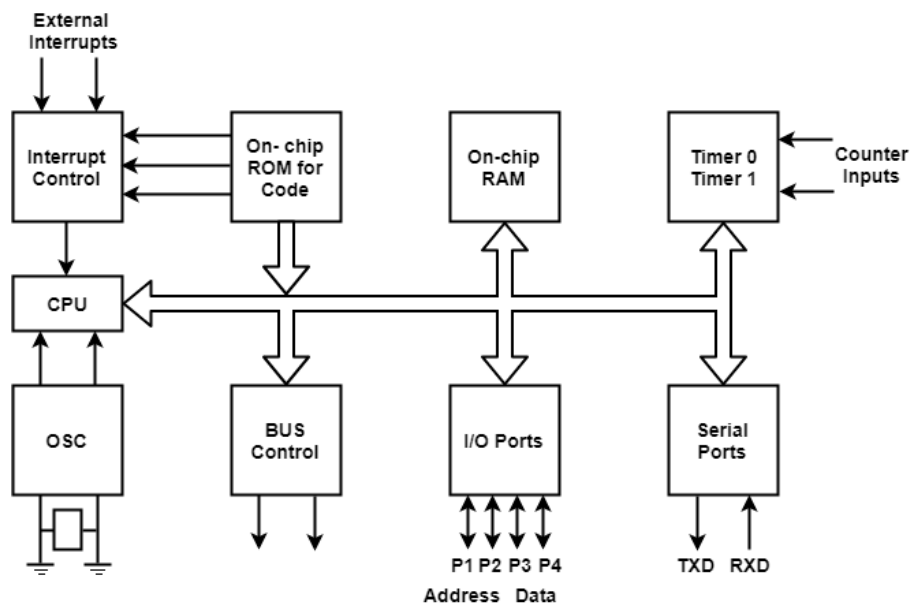 External
Interrupts
Interrupt
Control
On- chip
ROM for
Code
On-chip
RAM
Timer 0
Timer 1
Counter
Inputs
CPU
OSC
BUS
Control
I/O Ports
Serial
Ports
P1 P2 P3 P4
TXD RXD
Address Data